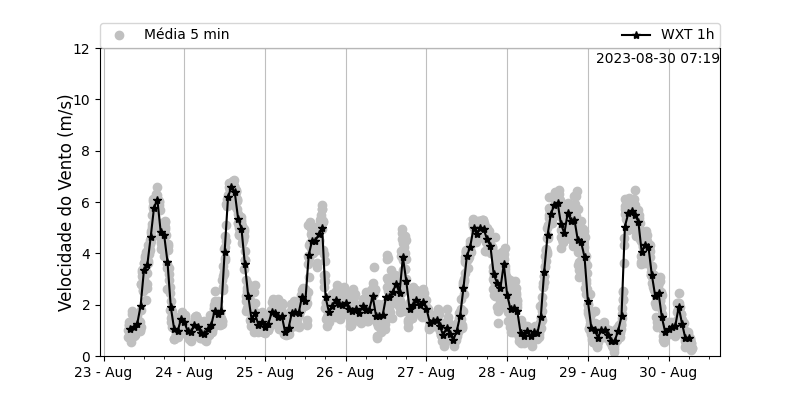 Média 5 min
WXT 1h
2023-08-30 07:19
Velocidade do Vento (m/s)
12
10
8
6
4
2
0
23 - Aug
24 - Aug
25 - Aug
26 - Aug
27 - Aug
28 - Aug
29 - Aug
30 - Aug